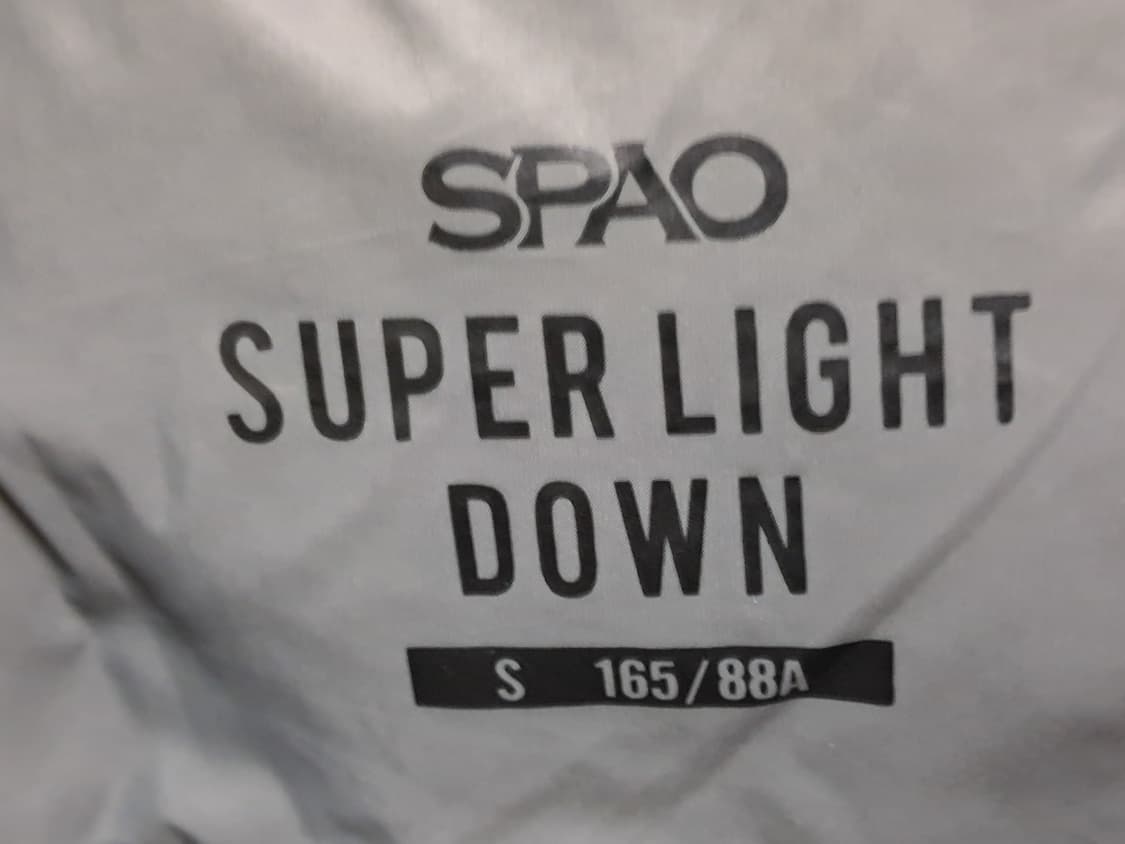 SPAO
SUPER LIGHT
DOWN
S 165/88A